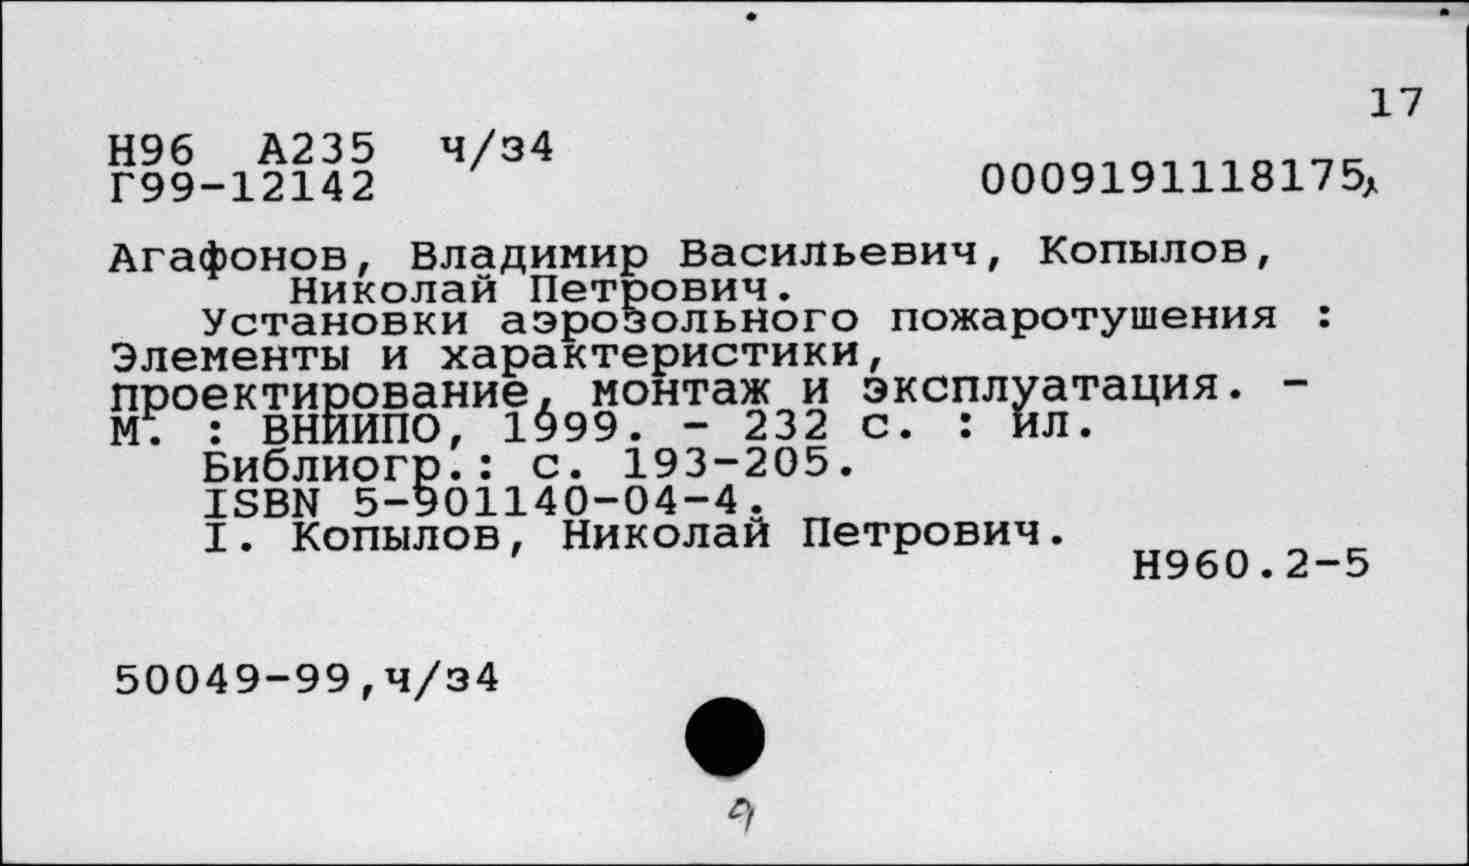 17
Н96 А235 ч/з4
Г99-12142
0009191118175
Агафонов, Владимир Васильевич, Копылов,
Николай Петрович.
Установки аэрозольного пожаротушения :
Элементы и характеристики,
проектирование, монтаж и эксплуатация. -
М. : ВНИИПО, 1999. - 232 с. : ил.
Библиогр.: с. 193-205.
ISBN 5-901140-04-4.
I. Копылов, Николай Петрович.
Н960.2-5
50049-99,ч/з4